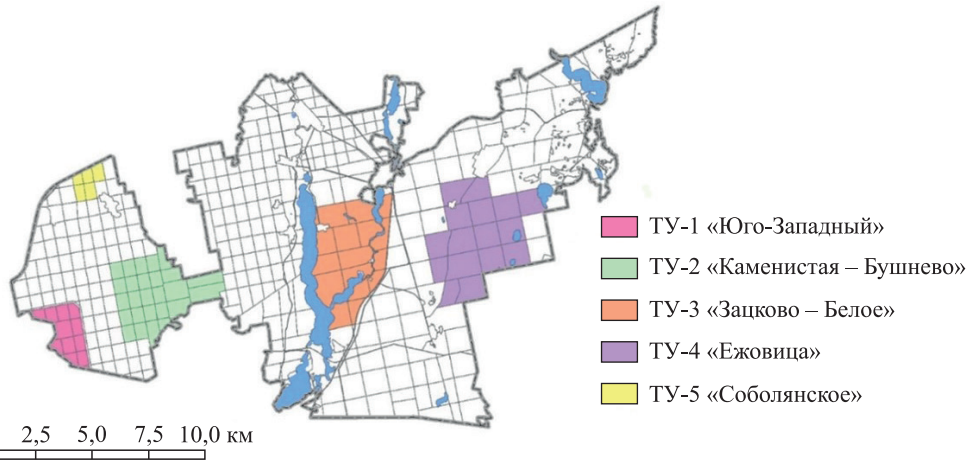 ТУ-1 «Юго-Западный»
ТУ-2 «Каменистая – Бушнево»
ТУ-3 «Зацково – Белое»
ТУ-4 «Ежовица»
ТУ-5 «Соболянское»
2,5 5,0 7,5 10,0 км